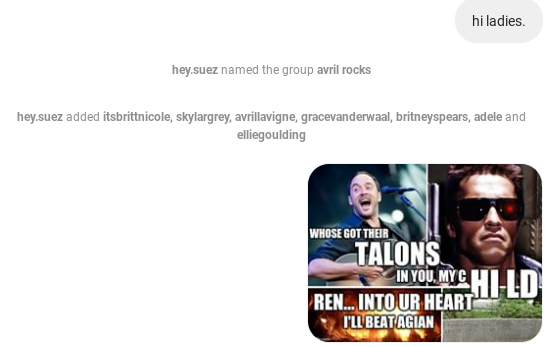 hi ladies.
hey.suez named the group avril rocks
hey.suez added itsbrittnicole, skylargrey, avrillavigne, gracevanderwaal, britneyspears, adele and
elliegoulding
WHOSE GOT THEIR
TALONS
IN YOU, MY C HI LD
REN... INTO UR HEART
I'LL BEAT AGIAN